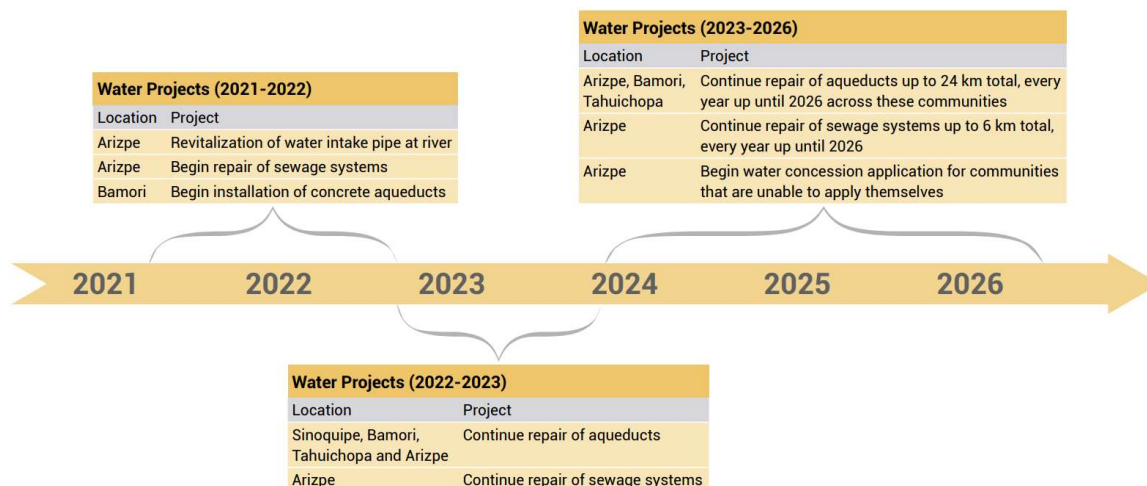 Water Projects (2023-2026)
Location Project
Arizpe, Bamori, Continue repair of aqueducts up to 24 km total, every
Tahuichopa year up until 2026 across these communities
Arizpe Continue repair of sewage systems up to 6 km total,
every year up until 2026
Arizpe Begin water concession application for communities
that are unable to apply themselves
Water Projects (2021-2022)
Location Project
Arizpe Revitalization of water intake pipe at river
Arizpe Begin repair of sewage systems
Bamori Begin installation of concrete aqueducts
2021 2022 2023 2024 2025 2026
Water Projects (2022-2023)
Location Project
Sinoquipe, Bamori, Continue repair of aqueducts
Tahuichopa and Arizpe
Arizpe Continue repair of sewage systems